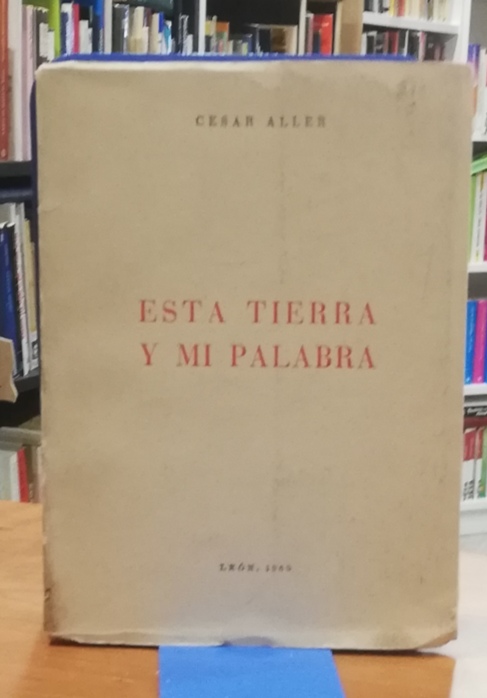 CESAR ALLER
ESTA TIERRA
Y MI PALABRA
LEÓN, 1960